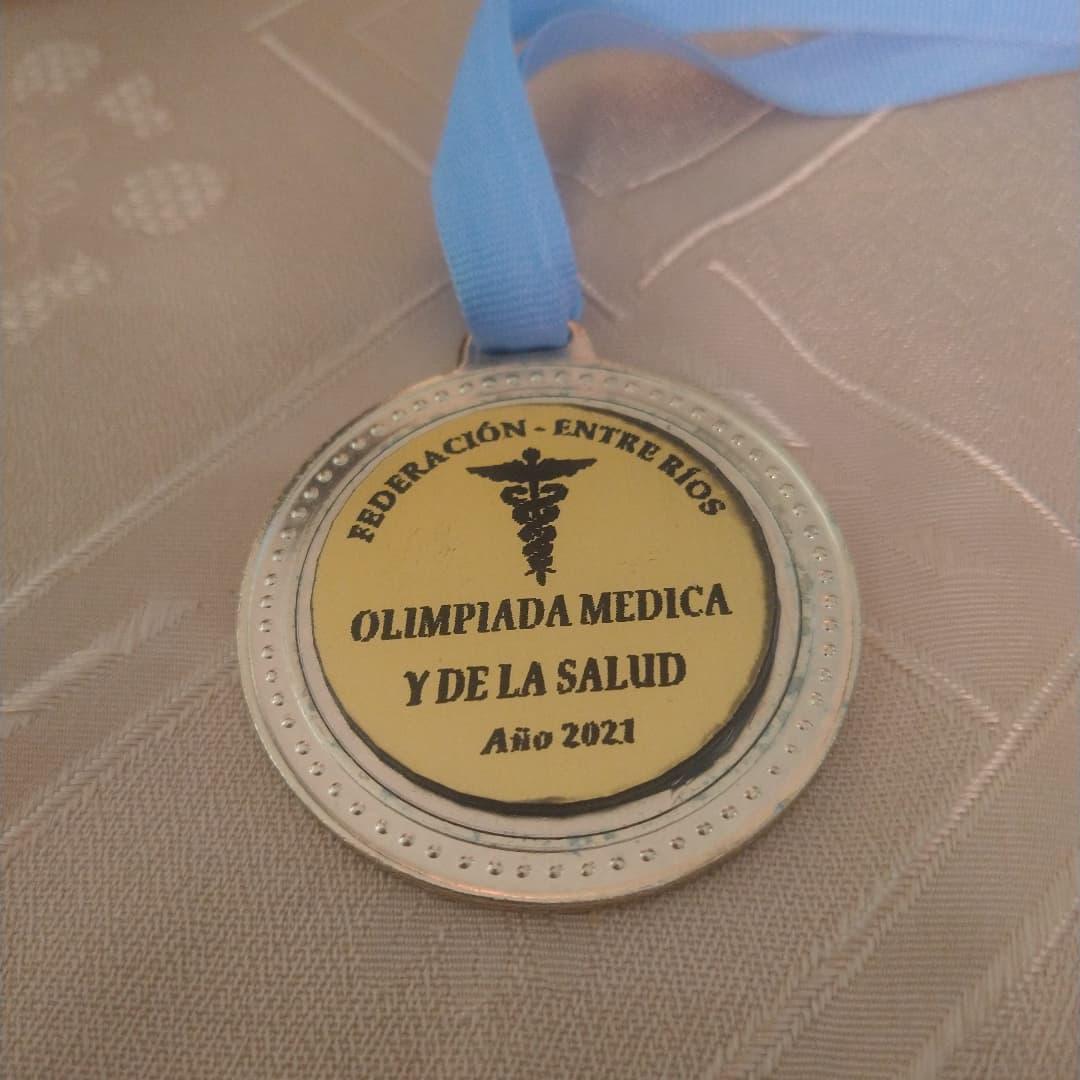 FEDERACIÓN - ENTRE RÍOS
OLIMPIADA MEDICA
Y DE LA SALUD
Año 2021